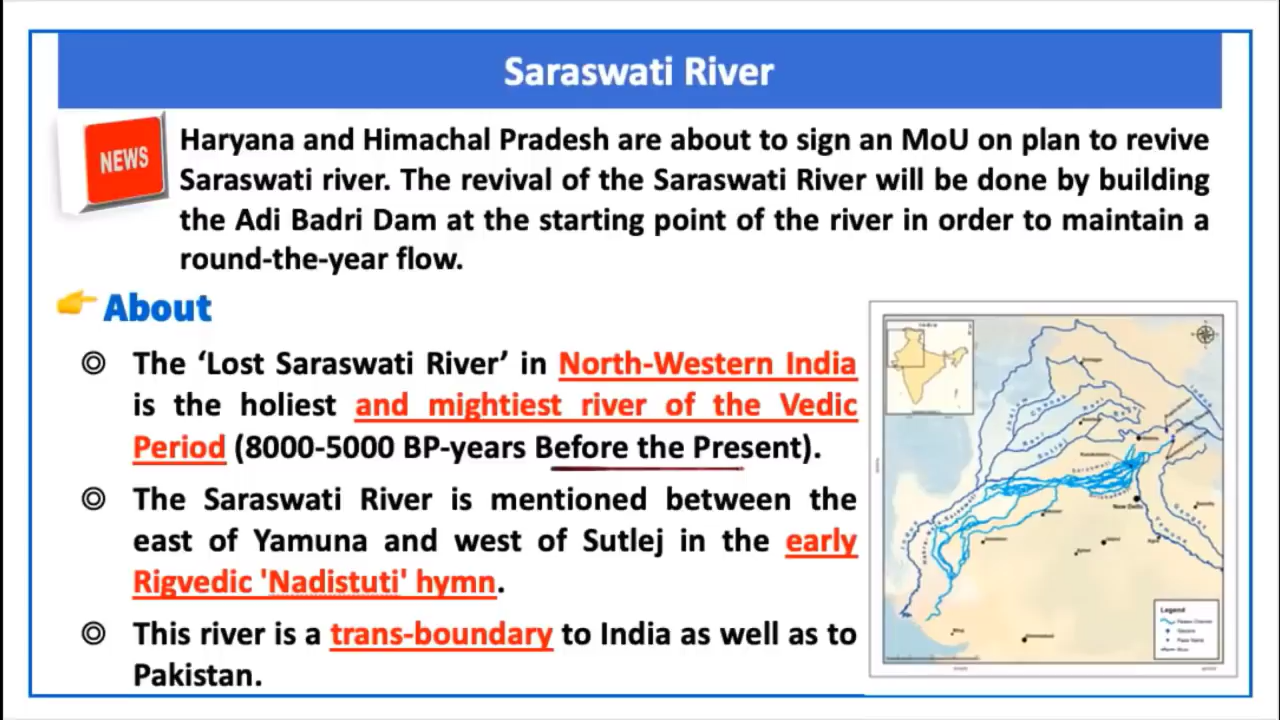 Saraswati River
NEWS
Haryana and Himachal Pradesh are about to sign an MoU on plan to revive
Saraswati river. The revival of the Saraswati River will be done by building
the Adi Badri Dam at the starting point of the river in order to maintain a
round-the-year flow.
About
The ‘Lost Saraswati River’ in North-Western India
is the holiest and mightiest river of the Vedic
Period (8000-5000 BP-years Before the Present).
The Saraswati River is mentioned between the
east of Yamuna and west of Sutlej in the early
Rigvedic 'Nadistuti' hymn.
This river is a trans-boundary to India as well as to
Pakistan.
India
New Delhi
Legend